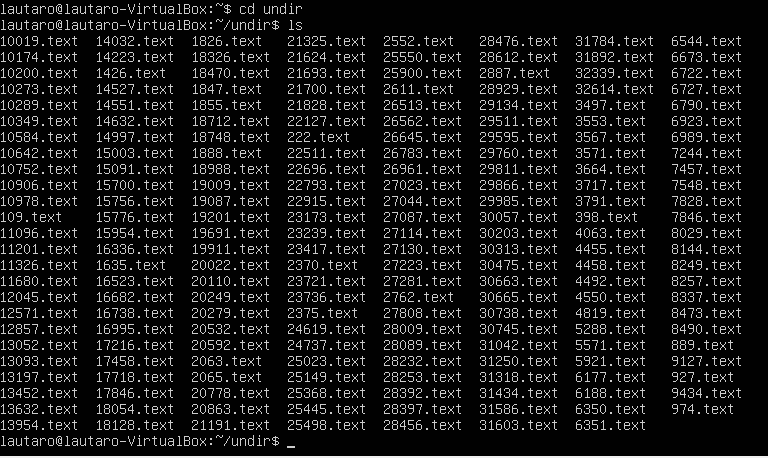 lautaro@lautaro-VirtualBox:~$ cd undir
lautaro@lautaro-VirtualBox:~/undir$ ls
10019.text 14032.text 1826.text 21325.text 2552.text 28476.text 31784.text 6544.text
10174.text 14223.text 18326.text 21624.text 25550.text 28612.text 31892.text 6673.text
10200.text 1426.text 18470.text 21693.text 25900.text 2887.text 32339.text 6722.text
10273.text 14527.text 1847.text 21700.text 2611.text 28929.text 32614.text 6727.text
10289.text 14551.text 1855.text 21828.text 26513.text 29134.text 3497.text 6790.text
10349.text 14632.text 18712.text 22127.text 26562.text 29511.text 3553.text 6923.text
10584.text 14997.text 18748.text 222.text 26645.text 29595.text 3567.text 6989.text
10642.text 15003.text 1888.text 22511.text 26783.text 29760.text 3571.text 7244.text
10752.text 15091.text 18988.text 22696.text 26961.text 29811.text 3664.text 7457.text
10906.text 15700.text 19009.text 22793.text 27023.text 29866.text 3717.text 7548.text
10978.text 15756.text 19087.text 22915.text 27044.text 29985.text 3791.text 7828.text
109.text 15776.text 19201.text 23173.text 27087.text 30057.text 398.text 7846.text
11096.text 15954.text 19691.text 23239.text 27114.text 30203.text 4063.text 8029.text
11201.text 16336.text 19911.text 23417.text 27130.text 30313.text 4455.text 8144.text
11326.text 1635.text 20022.text 2370.text 27223.text 30475.text 4458.text 8249.text
11680.text 16523.text 20110.text 23721.text 27281.text 30663.text 4492.text 8257.text
12045.text 16682.text 20249.text 23736.text 2762.text 30665.text 4550.text 8337.text
12571.text 16738.text 20279.text 2375.text 27808.text 30738.text 4819.text 8473.text
12857.text 16995.text 20532.text 24619.text 28009.text 30745.text 5288.text 8490.text
13052.text 17216.text 20592.text 24737.text 28089.text 31042.text 5571.text 889.text
13093.text 17458.text 2063.text 25023.text 28232.text 31250.text 5921.text 9127.text
13197.text 17718.text 2065.text 25149.text 28253.text 31318.text 6177.text 927.text
13452.text 17846.text 20778.text 25368.text 28392.text 31434.text 6188.text 9434.text
13632.text 18054.text 20863.text 25445.text 28397.text 31586.text 6350.text 974.text
13954.text 18128.text 21191.text 25498.text 28456.text 31603.text 6351.text
lautaro@lautaro-VirtualBox:~/undir$ _